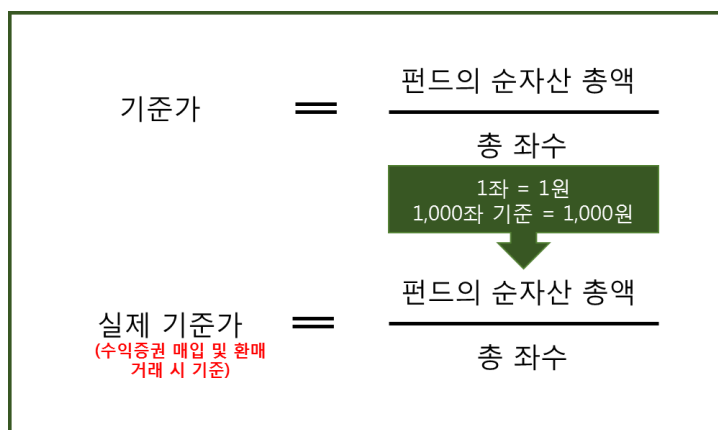 기준가
펀드의 순자산 총액
총 좌수
1좌 = 1원
1,000좌 기준 = 1,000원
실제 기준가
(수익증권 매입 및 환매
거래 시 기준)
펀드의 순자산 총액
총 좌수